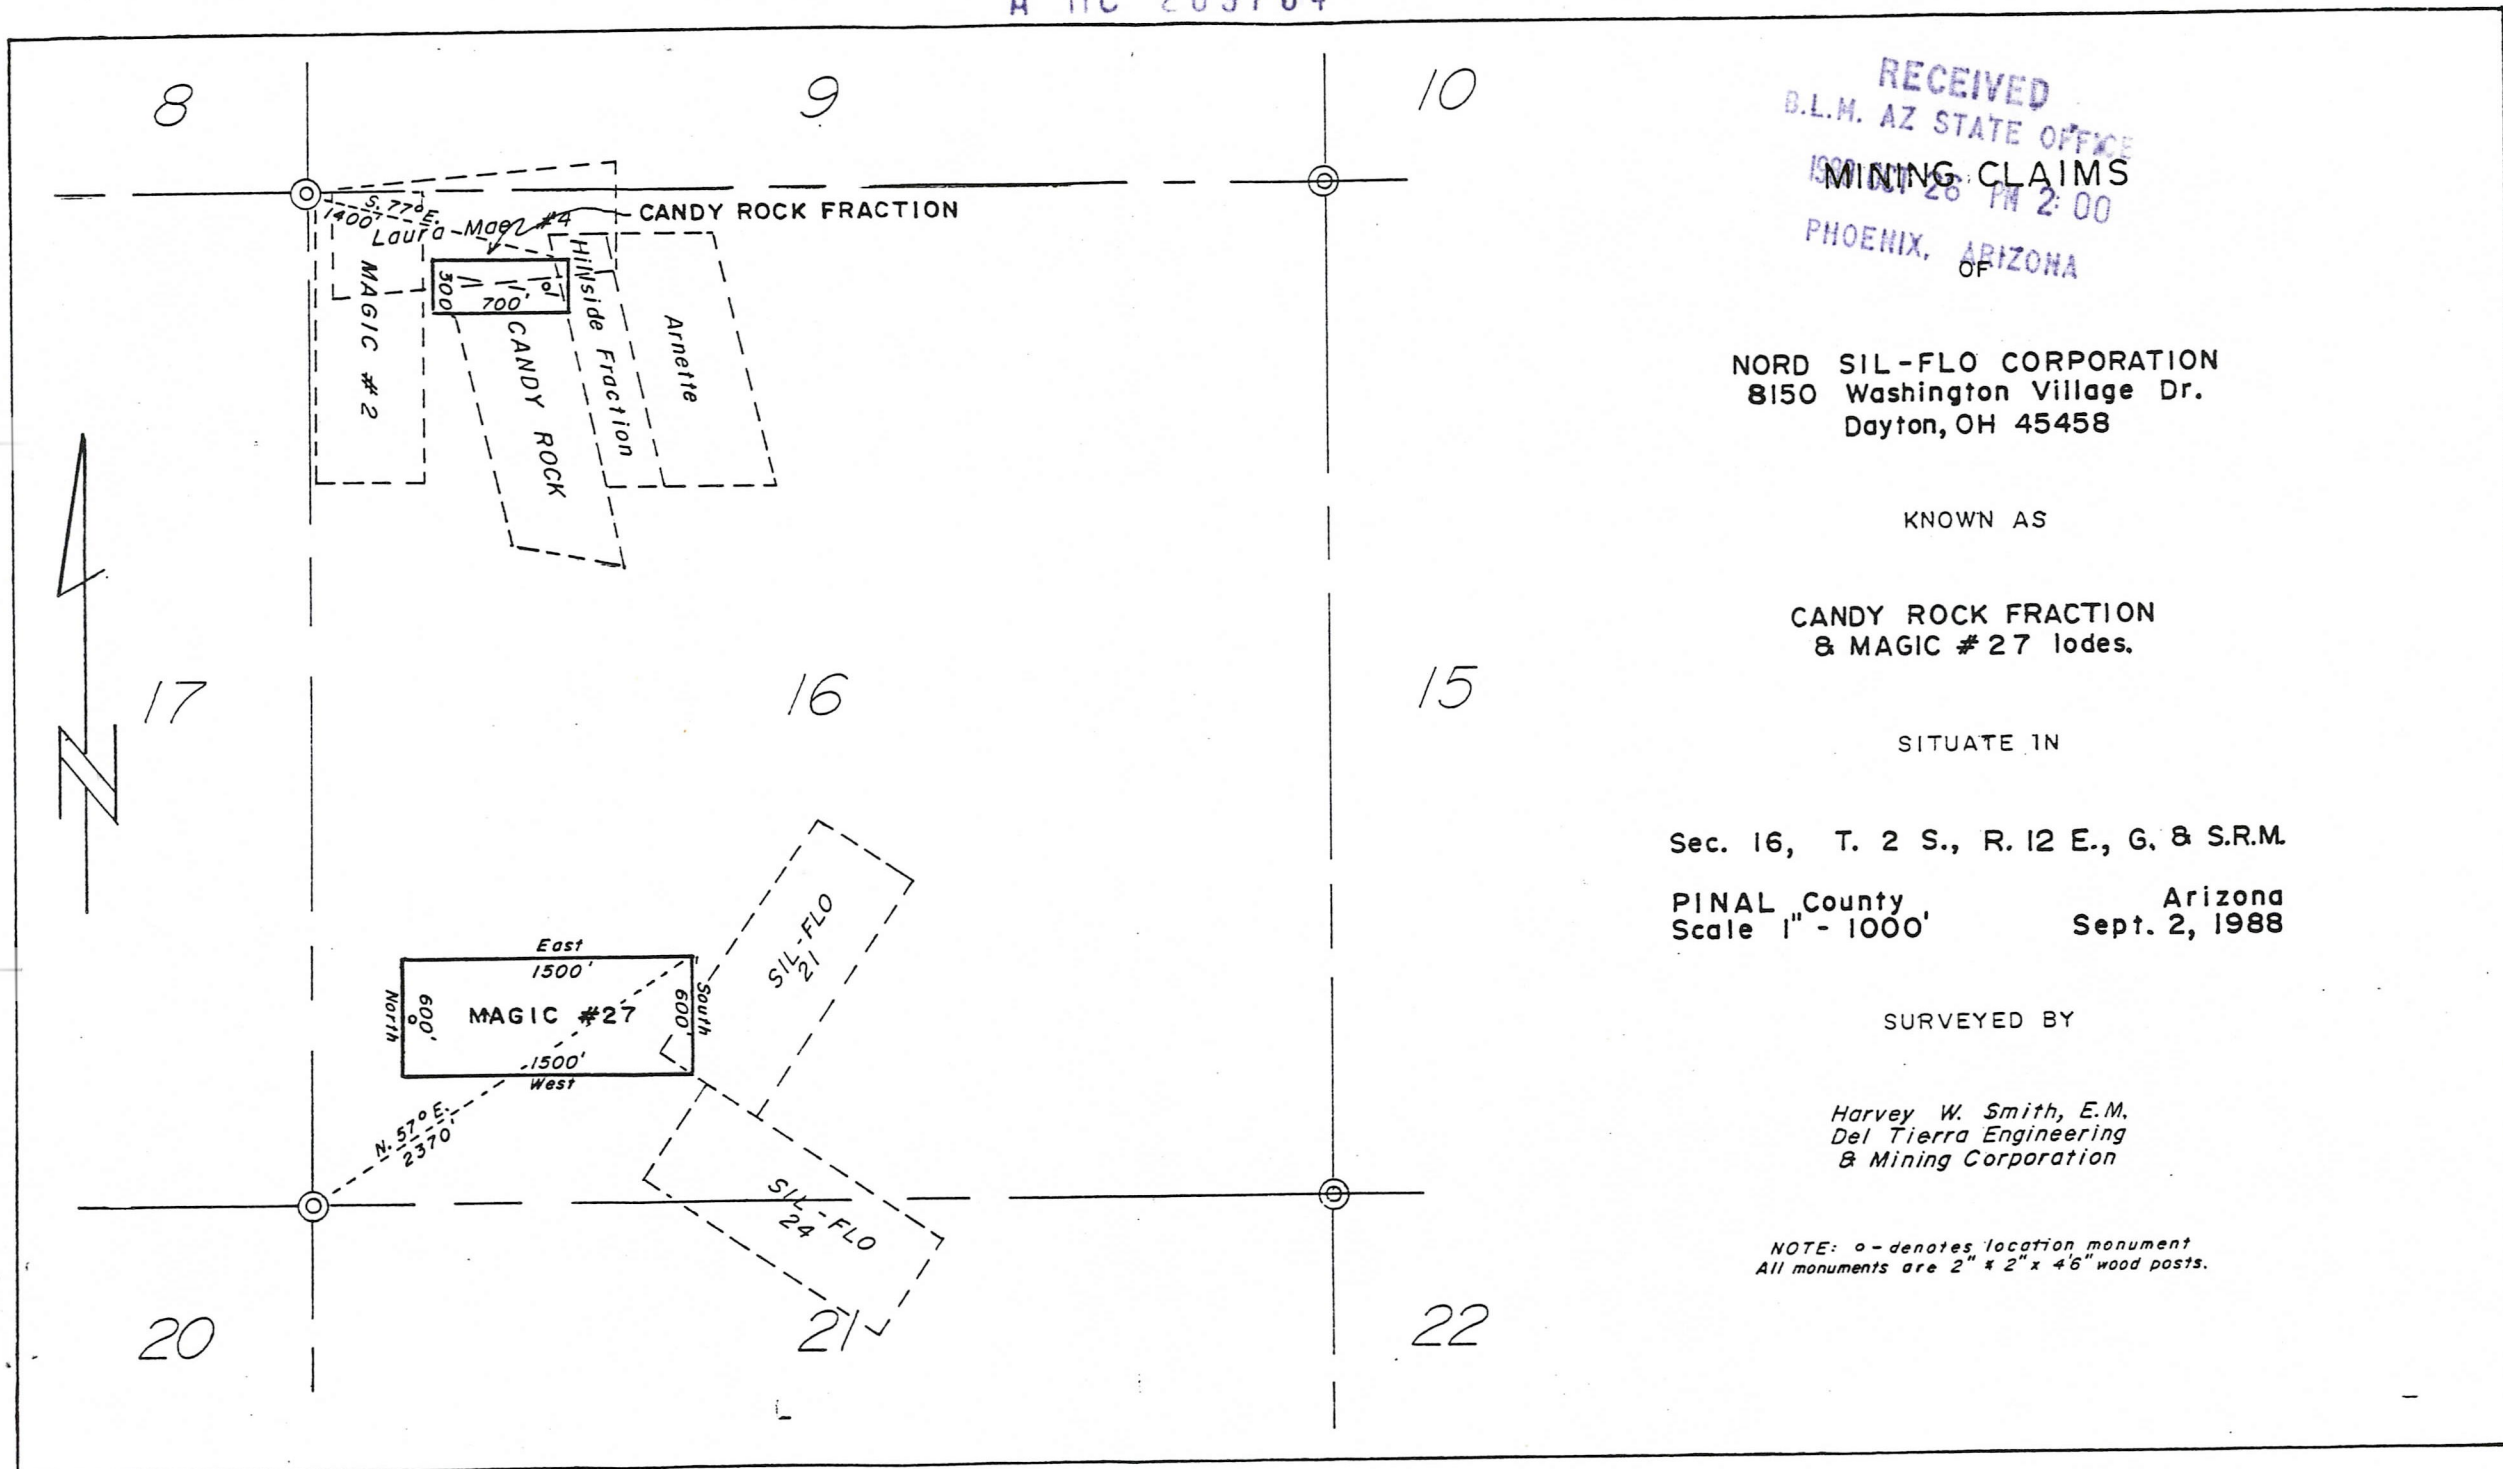 8
9
10
RECEIVED
B.L.M. AZ STATE OFFICE
MINING CLAIMS
26 PM 2:00
PHOENIX, ARIZONA
OF
NORD SIL-FLO CORPORATION
8150 Washington Village Dr.
Dayton, OH 45458
KNOWN AS
CANDY ROCK FRACTION
& MAGIC #27 lodes.
SITUATE IN
Sec. 16, T. 2 S., R. 12 E., G. & S.R.M.
PINAL County Arizona
Scale 1" - 1000' Sept. 2, 1988
SURVEYED BY
Harvey W. Smith, E.M.
Del Tierra Engineering
& Mining Corporation
NOTE: o - denotes location monument
All monuments are 2" x 2" x 4'6" wood posts.
S. 77° E.
1400'
Laura Mae #4
CANDY ROCK FRACTION
MAGIC #2
300'
700'
CANDY ROCK
Hillside Fraction
Arnette
17
16
15
SIL-FLO
21
East
1500'
North
600'
MAGIC #27
600'
South
1500'
West
N. 57° E.
2370'
SIL-FLO
24
20
21
22
N